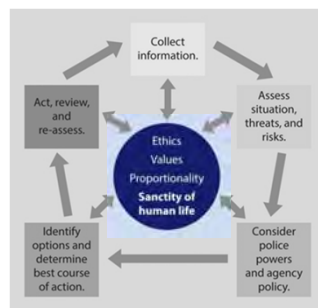 Collect
information.
Act, review,
and
re-assess.
Assess
situation,
threats, and
risks.
Ethics
Values
Proportionality
Sanctity of
human life
Identify
options and
determine
best course
of action.
Consider
police
powers
and agency
policy.